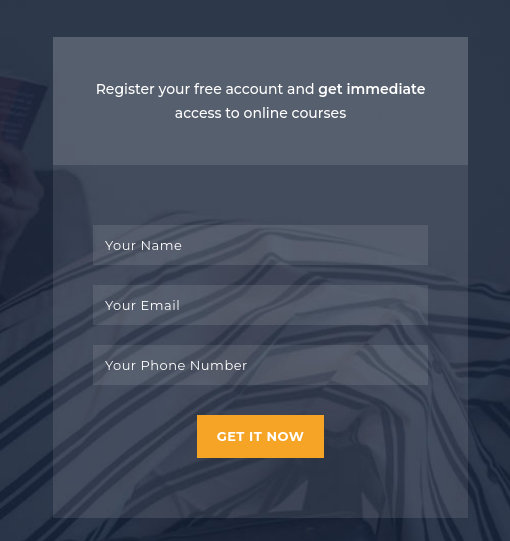 Register your free account and get immediate
access to online courses
Your Name
Your Email
Your Phone Number
GET IT NOW